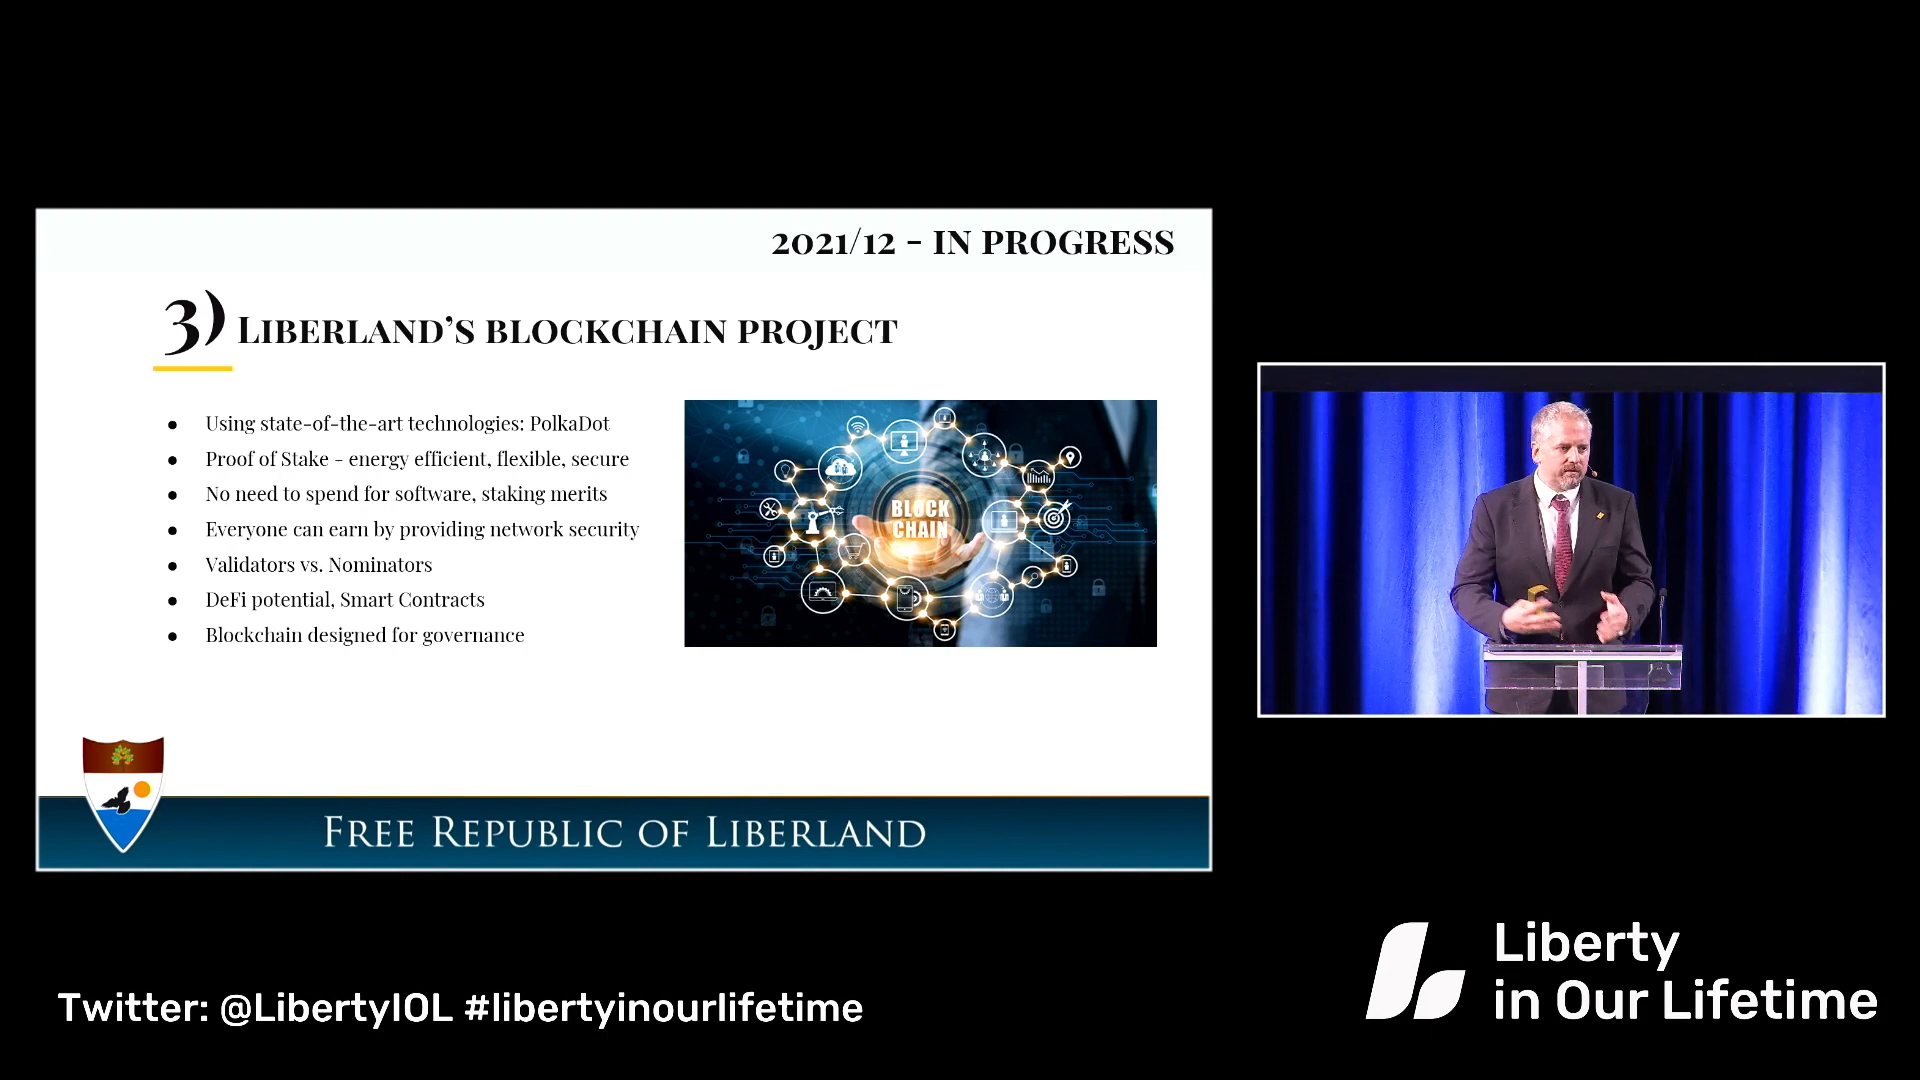 2021/12 - IN PROGRESS
3) LIBERLAND’S BLOCKCHAIN PROJECT
● Using state-of-the-art technologies: PolkaDot
● Proof of Stake - energy efficient, flexible, secure
● No need to spend for software, staking merits
● Everyone can earn by providing network security
● Validators vs. Nominators
● DeFi potential, Smart Contracts
● Blockchain designed for governance
BLOCK
CHAIN
FREE REPUBLIC OF LIBERLAND
Twitter: @LibertyIOL #libertyinourlifetime
Liberty
in Our Lifetime